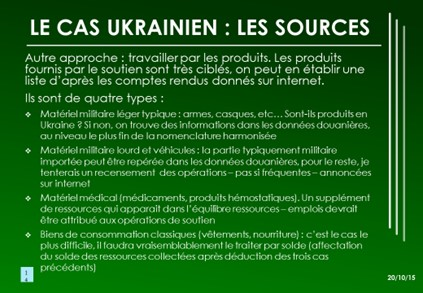 LE CAS UKRAINIEN : LES SOURCES
Autre approche : travailler par les produits. Les produits
fournis par le soutien sont très ciblés, on peut en établir une
liste d'après les comptes rendus donnés sur internet.
Ils sont de quatre types :
❖ Matériel militaire léger typique : armes, casques, etc… Sont-ils produits en
Ukraine ? Si non, on trouve des informations dans les données douanières,
au niveau le plus fin de la nomenclature harmonisée
❖ Matériel militaire lourd et véhicules : la partie typiquement militaire
importée peut être repérée dans les données douanières, pour le reste, je
tenterais un recensement des opérations – pas si fréquentes – annoncées
sur internet
❖ Matériel médical (médicaments, produits hémostatiques). Un supplément
de ressources qui apparait dans l'équilibre ressources – emplois devrait
être attribué aux opérations de soutien
❖ Biens de consommation classiques (vêtements, nourriture) : c'est le cas le
plus difficile, il faudra vraisemblablement le traiter par solde (affectation
du solde des ressources collectées après déduction des trois cas
précédents)
20/10/15